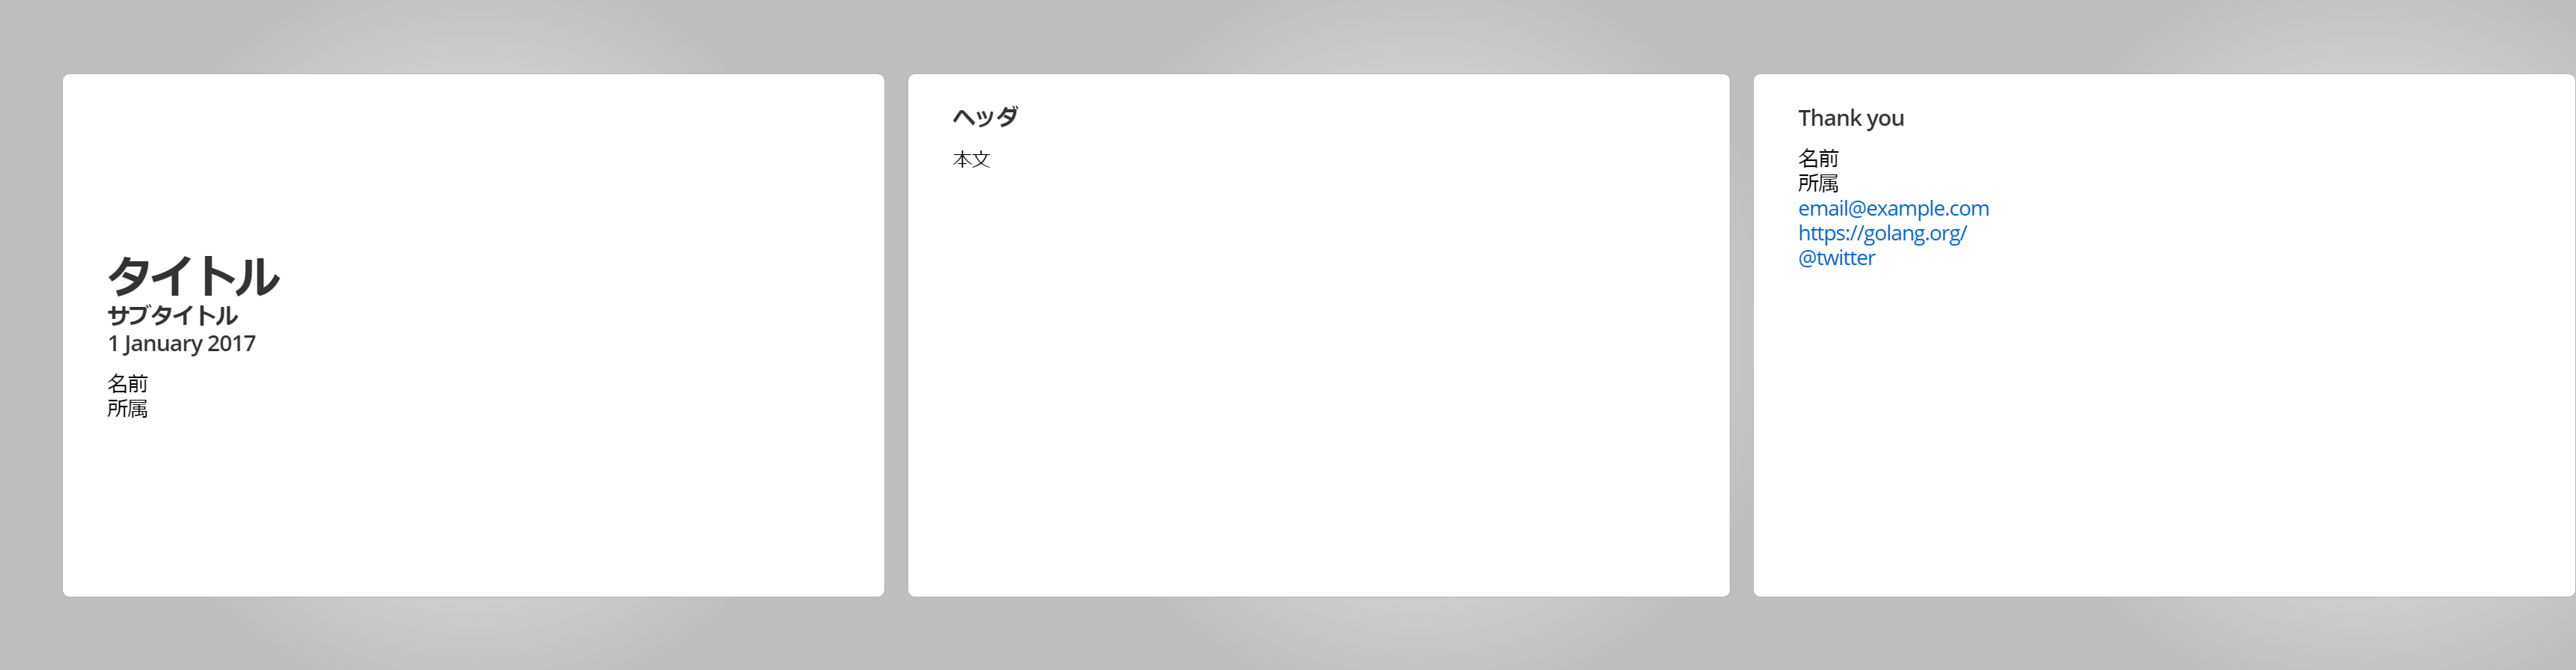 タイトル
サブタイトル
1 January 2017
名前
所属
ヘッダ
本文
Thank you
名前
所属
email@example.com
https://golang.org/
@twitter